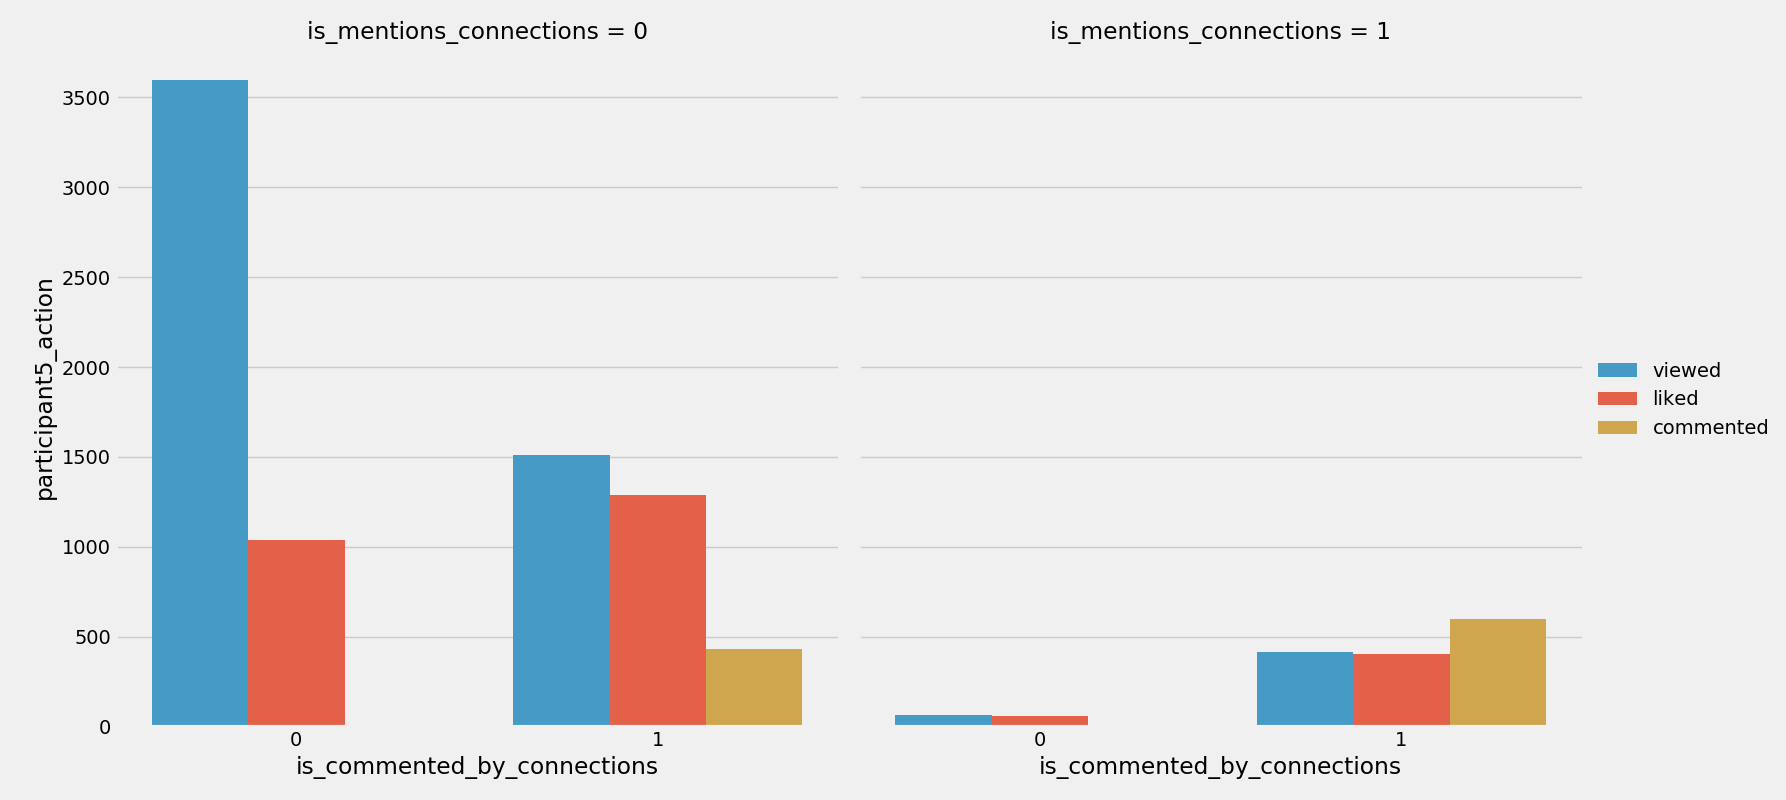 is_mentions_connections = 0
is_mentions_connections = 1
participant5_action
3500
3000
2500
2000
1500
1000
500
0
0 1
0 1
is_commented_by_connections
is_commented_by_connections
viewed
liked
commented